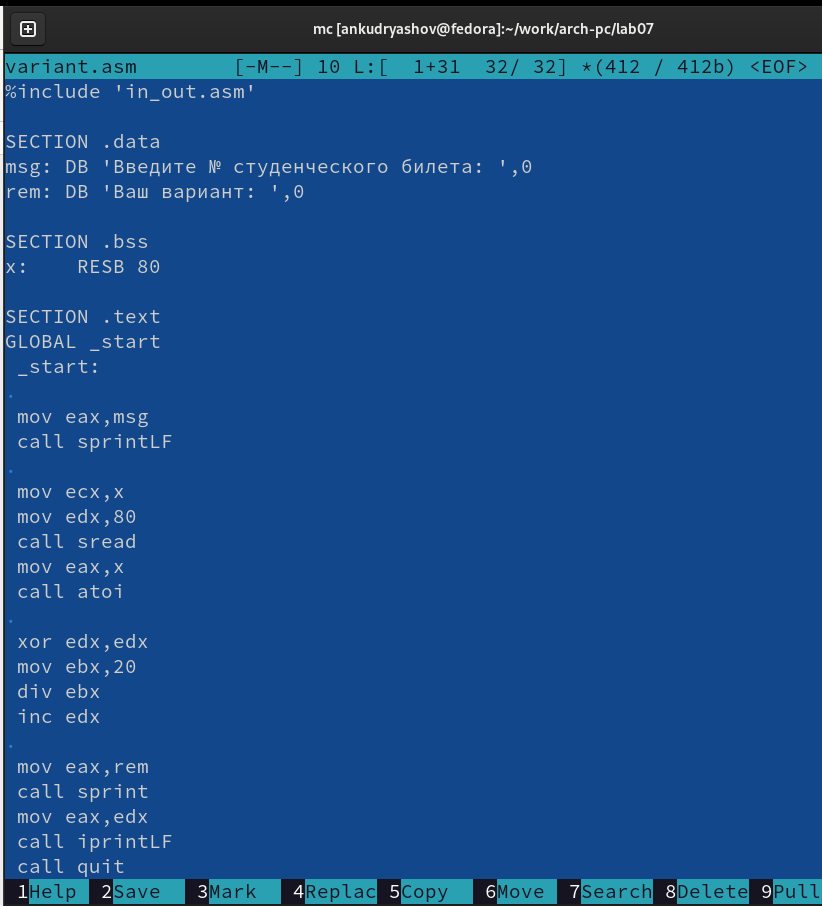 mc [ankudryashov@fedora]:~/work/arch-pc/lab07
variant.asm [-M--] 10 L:[ 1+31 32/ 32] *(412 / 412b) <EOF>
%include 'in_out.asm'
SECTION .data
msg: DB 'Введите № студенческого билета: ',0
rem: DB 'Ваш вариант: ',0
SECTION .bss
x: RESB 80
SECTION .text
GLOBAL _start
_start:
.
mov eax,msg
call sprintLF
.
mov ecx,x
mov edx,80
call sread
mov eax,x
call atoi
.
xor edx,edx
mov ebx,20
div ebx
inc edx
.
mov eax,rem
call sprint
mov eax,edx
call iprintLF
call quit
1Help 2Save 3Mark 4Replac 5Copy 6Move 7Search 8Delete 9Pull